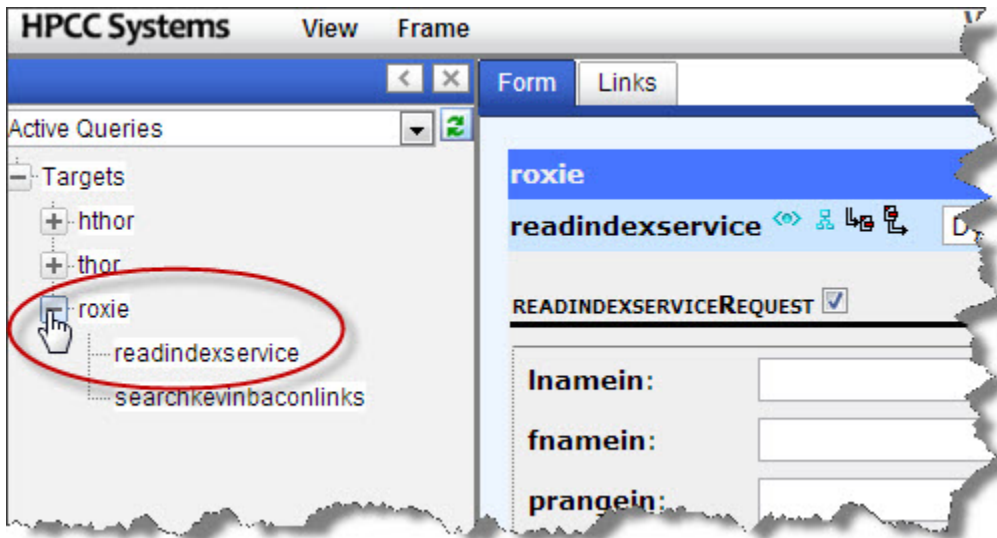 HPCC Systems View Frame
Form Links
Active Queries
Targets
hthor
thor
roxie
readindexservice
searchkevinbaconlinks
roxie
readindexservice
READINDEXSERVICEREQUEST
lnamein:
fnamein:
prangein: